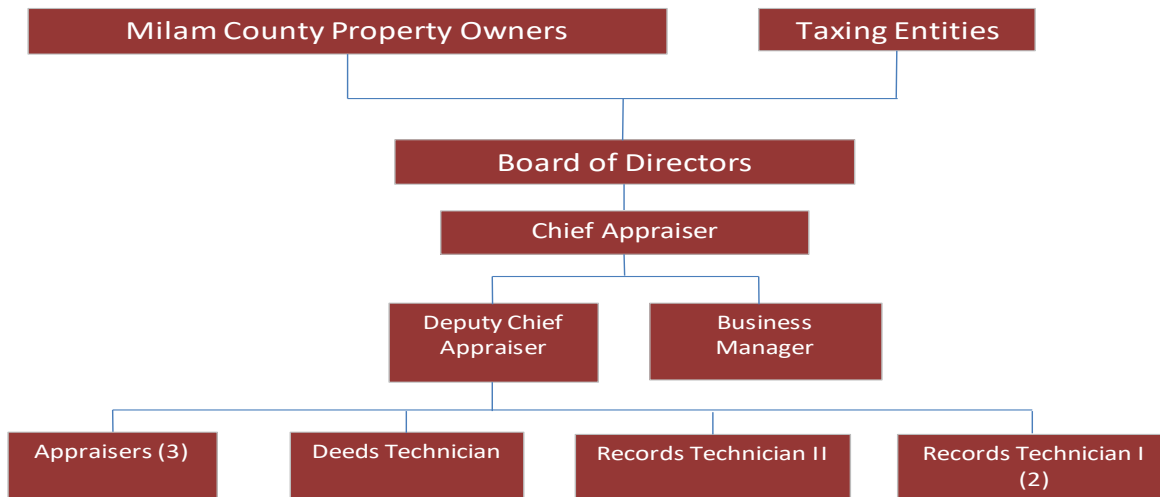 Milam County Property Owners
Taxing Entities
Board of Directors
Chief Appraiser
Deputy Chief
Appraiser
Business
Manager
Appraisers (3)
Deeds Technician
Records Technician II
Records Technician I
(2)